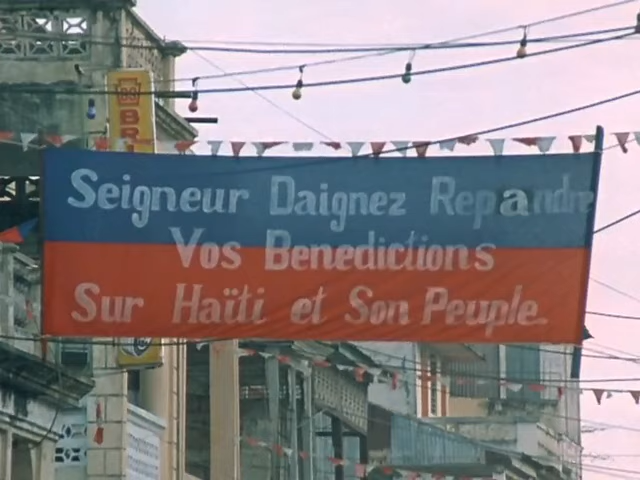 Seigneur Daignez Repandre
Vos Benedictions
Sur Haïti et Son Peuple.